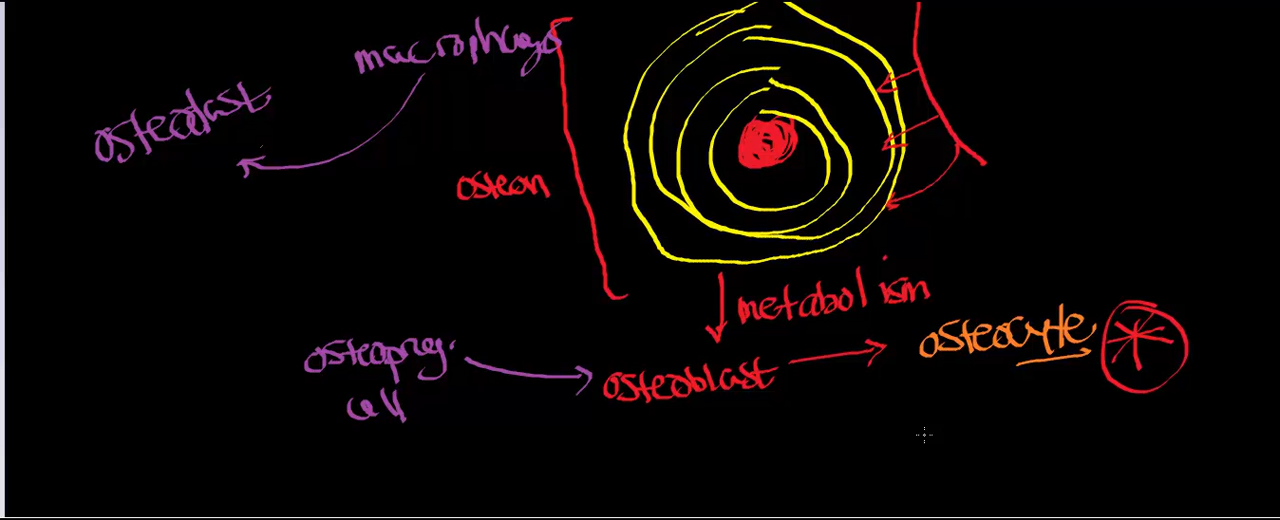 macrophage
osteoclast
osteon
metabolism
osteocyte
osteoprog.
cell
osteoblast